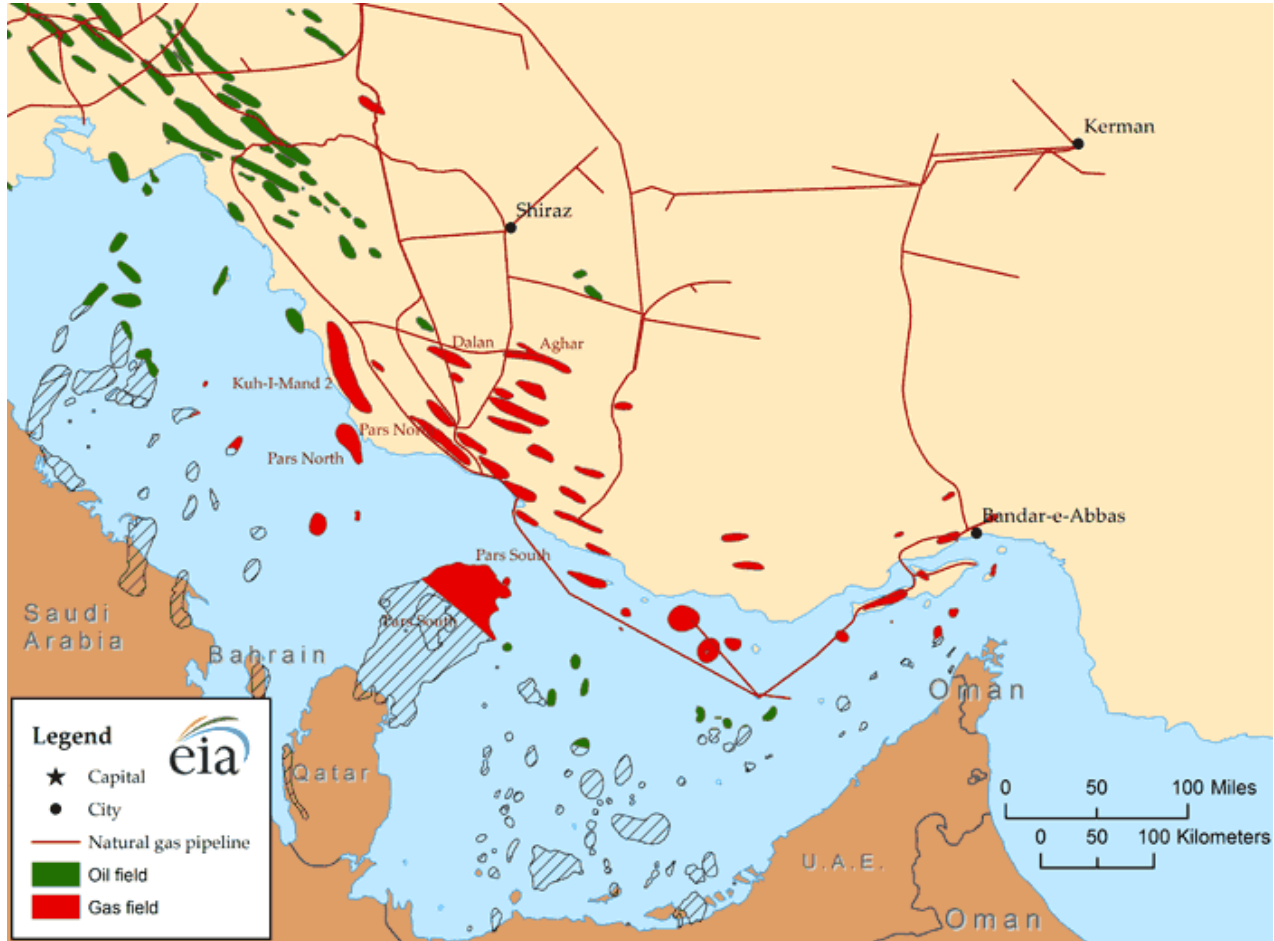 Kerman
Shiraz
Dalan
Aghar
Kuh-I-Mand 2
Pars North
Pars North
Bandar-e-Abbas
Pars South
Pars South
Saudi
Arabia
Bahrain
Oman
Qatar
U.A.E.
Oman
Legend
eia
Capital
City
Natural gas pipeline
Oil field
Gas field
0 50 100 Miles
0 50 100 Kilometers